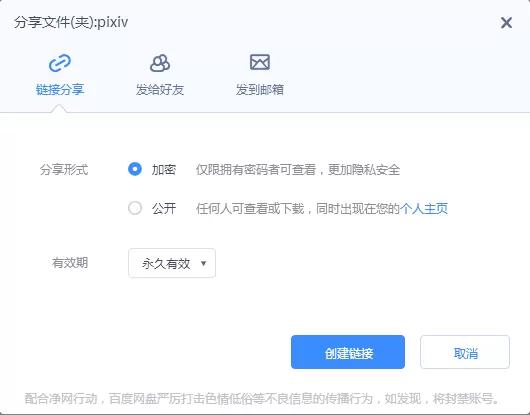 分享文件(夹):pixiv
链接分享 发给好友 发到邮箱
分享形式 加密 仅限拥有密码者可查看，更加隐私安全
公开 任何人可查看或下载，同时出现在您的个人主页
有效期 永久有效
创建链接 取消
配合净网行动，百度网盘严厉打击色情低俗等不良信息的传播行为，如发现，将封禁账号。